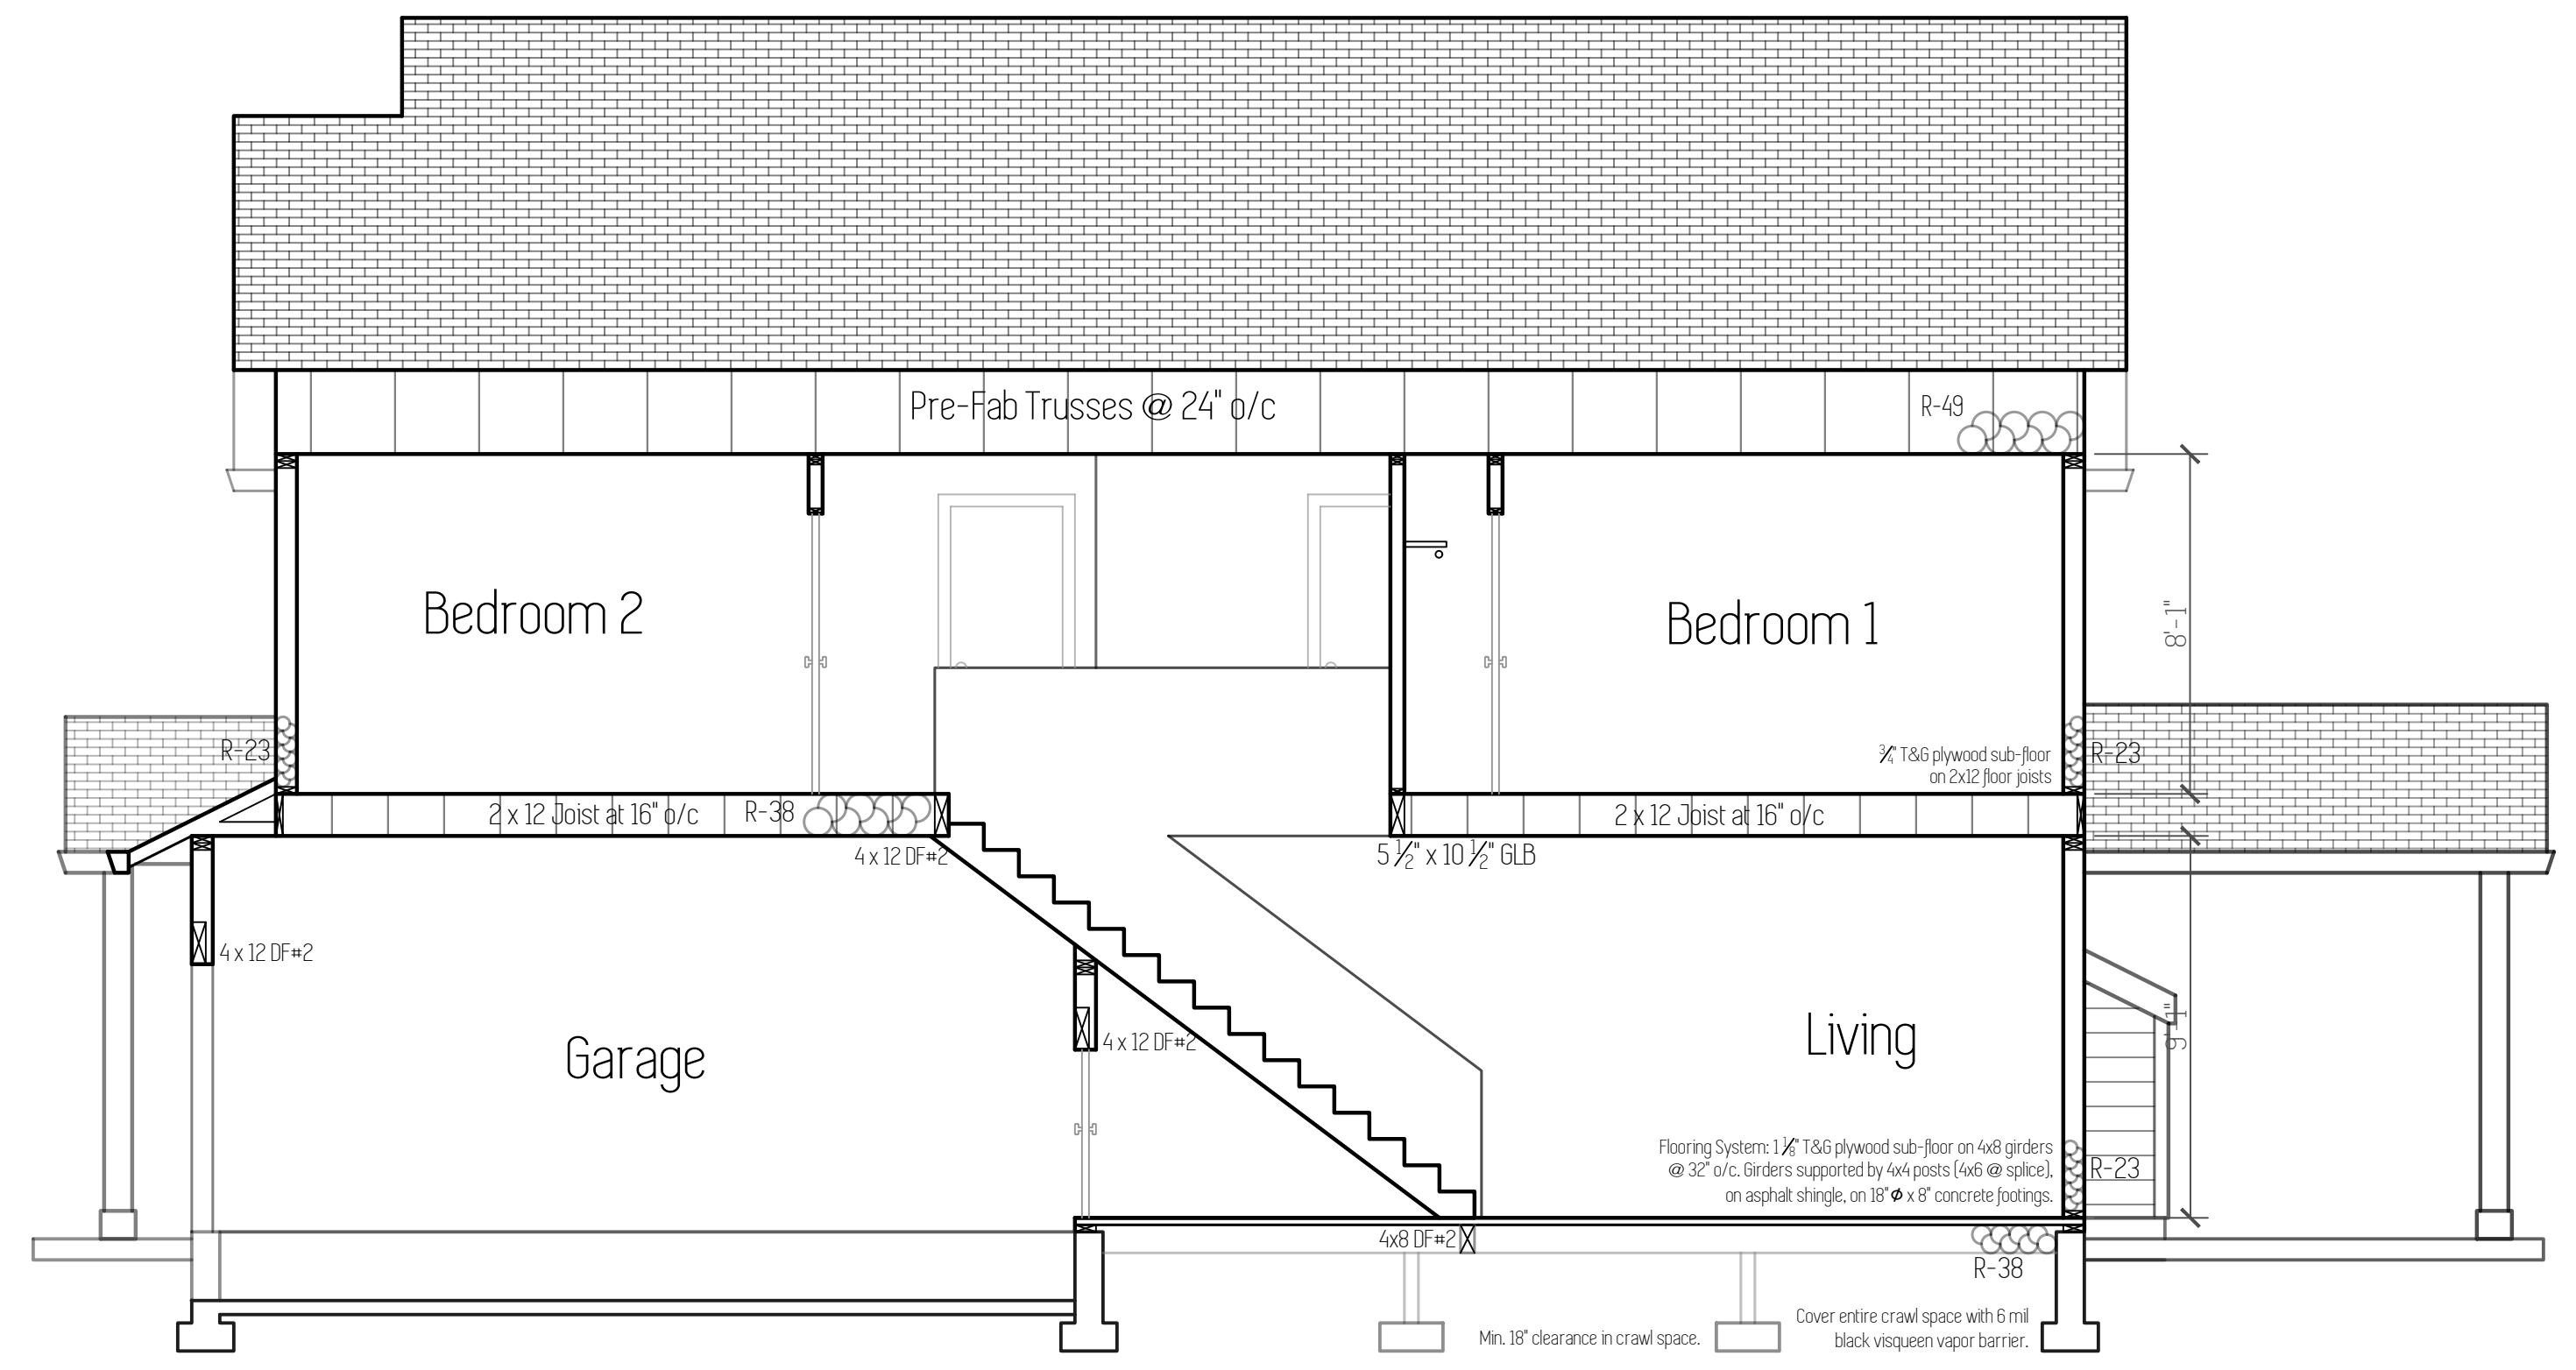 Pre-Fab Trusses @ 24" o/c
R-49
Bedroom 2
Bedroom 1
8'-1"
R-23
3/4" T&G plywood sub-floor
on 2x12 floor joists
R-23
2 x 12 Joist at 16" o/c
R-38
2 x 12 Joist at 16" o/c
4 x 12 DF#2
5 1/2" x 10 1/2" GLB
4 x 12 DF#2
Garage
4 x 12 DF#2
Living
9'-1"
Flooring System: 1 1/8" T&G plywood sub-floor on 4x8 girders
@ 32" o/c. Girders supported by 4x4 posts (4x6 @ splice),
on asphalt shingle, on 18" Ø x 8" concrete footings.
R-23
4x8 DF#2
R-38
Min. 18" clearance in crawl space.
Cover entire crawl space with 6 mil
black visqueen vapor barrier.